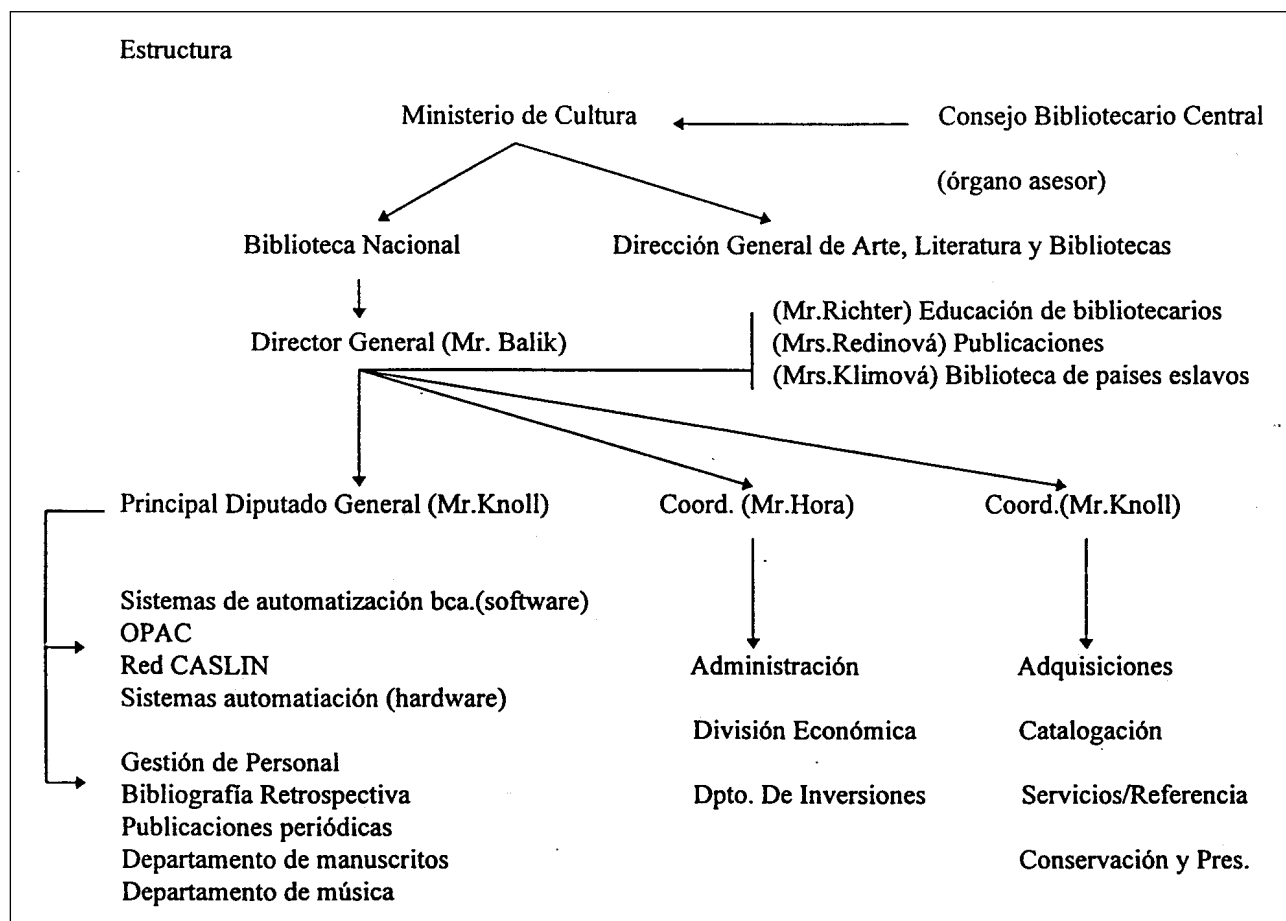 Estructura
Ministerio de Cultura
Consejo Bibliotecario Central
(órgano asesor)
Biblioteca Nacional
Dirección General de Arte, Literatura y Bibliotecas
(Mr.Richter) Educación de bibliotecarios
Director General (Mr. Balik)
(Mrs.Redinová) Publicaciones
(Mrs.Klimová) Biblioteca de paises eslavos
Principal Diputado General (Mr.Knoll)
Coord. (Mr.Hora)
Coord.(Mr.Knoll)
Sistemas de automatización bca.(software)
OPAC
Red CASLIN
Sistemas automatiación (hardware)
Gestión de Personal
Bibliografía Retrospectiva
Publicaciones periódicas
Departamento de manuscritos
Departamento de música
Administración
División Económica
Dpto. De Inversiones
Adquisiciones
Catalogación
Servicios/Referencia
Conservación y Pres.